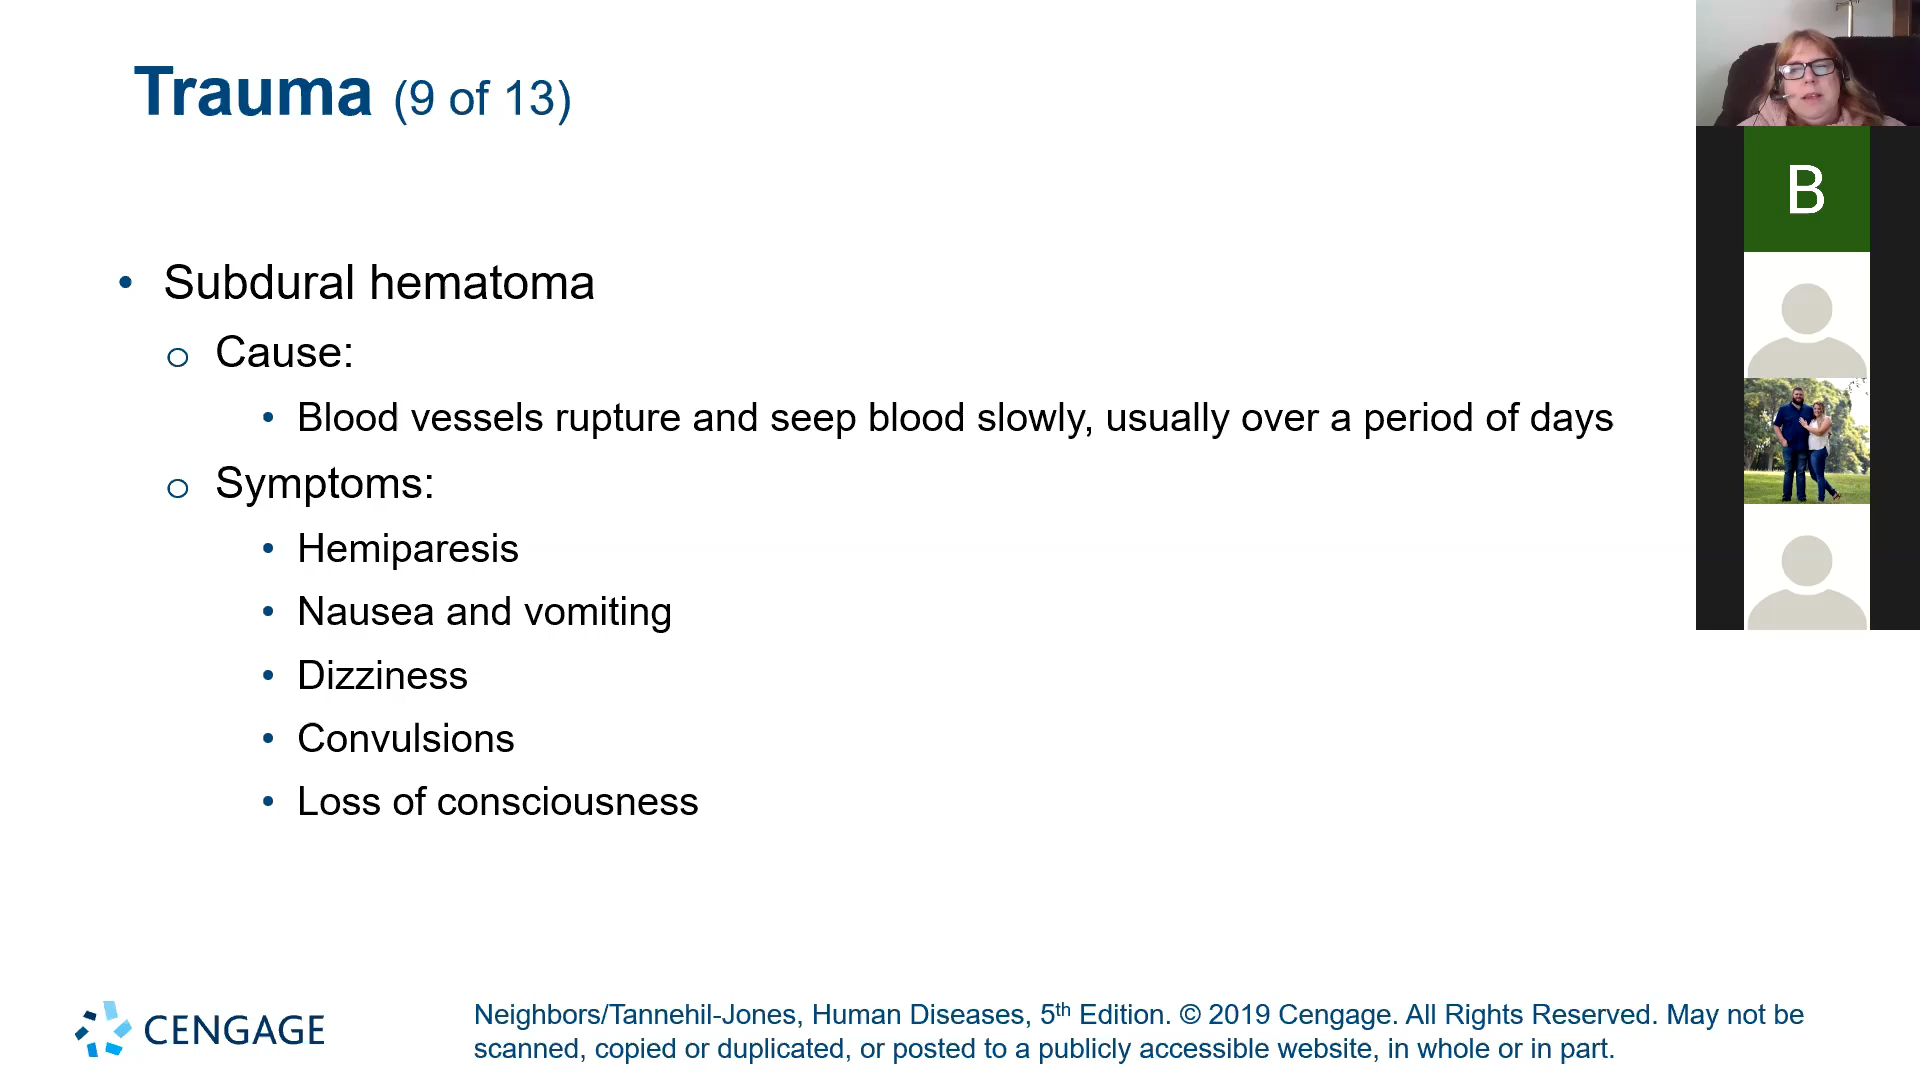 Trauma (9 of 13)
B
• Subdural hematoma
o Cause:
• Blood vessels rupture and seep blood slowly, usually over a period of days
o Symptoms:
• Hemiparesis
• Nausea and vomiting
• Dizziness
• Convulsions
• Loss of consciousness
CENGAGE
Neighbors/Tannehil-Jones, Human Diseases, 5th Edition. © 2019 Cengage. All Rights Reserved. May not be
scanned, copied or duplicated, or posted to a publicly accessible website, in whole or in part.